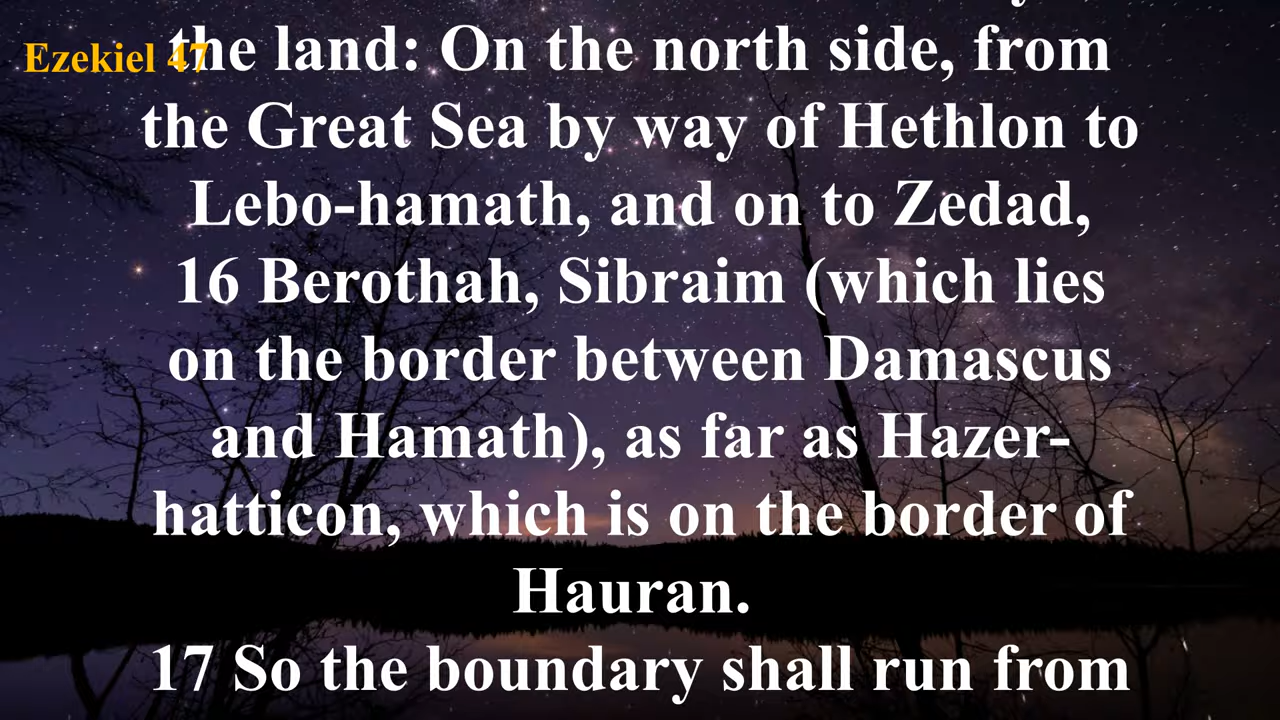 Ezekiel 47
the land: On the north side, from
the Great Sea by way of Hethlon to
Lebo-hamath, and on to Zedad,
16 Berothah, Sibraim (which lies
on the border between Damascus
and Hamath), as far as Hazer-
hatticon, which is on the border of
Hauran.
17 So the boundary shall run from